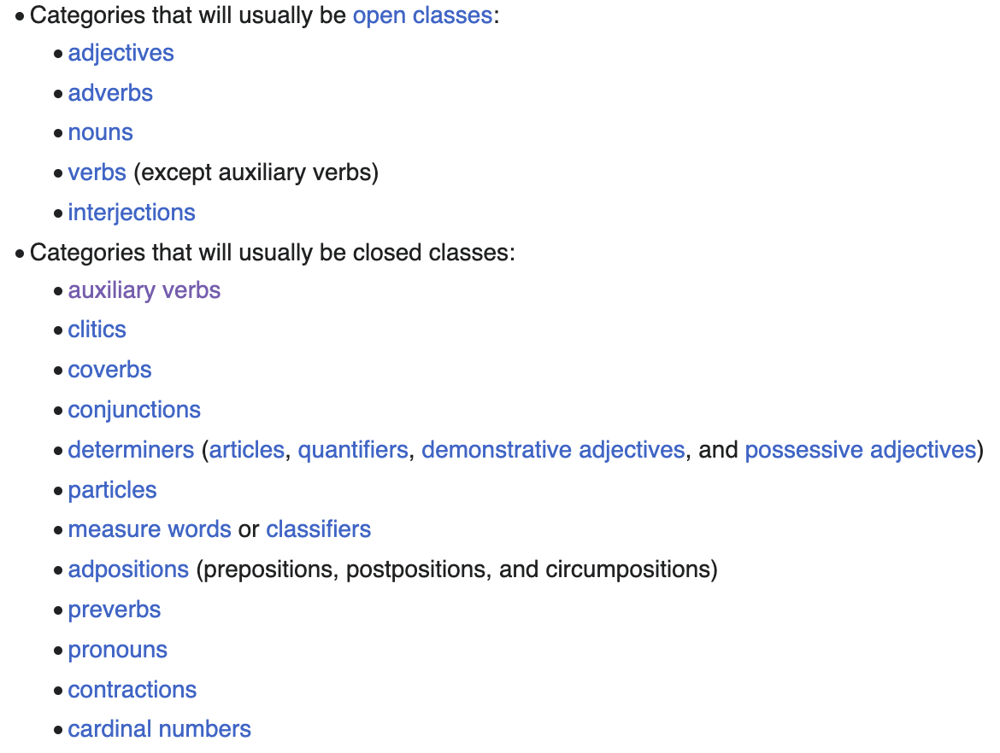 • Categories that will usually be open classes:
• adjectives
• adverbs
• nouns
• verbs (except auxiliary verbs)
• interjections
• Categories that will usually be closed classes:
• auxiliary verbs
• clitics
• coverbs
• conjunctions
• determiners (articles, quantifiers, demonstrative adjectives, and possessive adjectives)
• particles
• measure words or classifiers
• adpositions (prepositions, postpositions, and circumpositions)
• preverbs
• pronouns
• contractions
• cardinal numbers